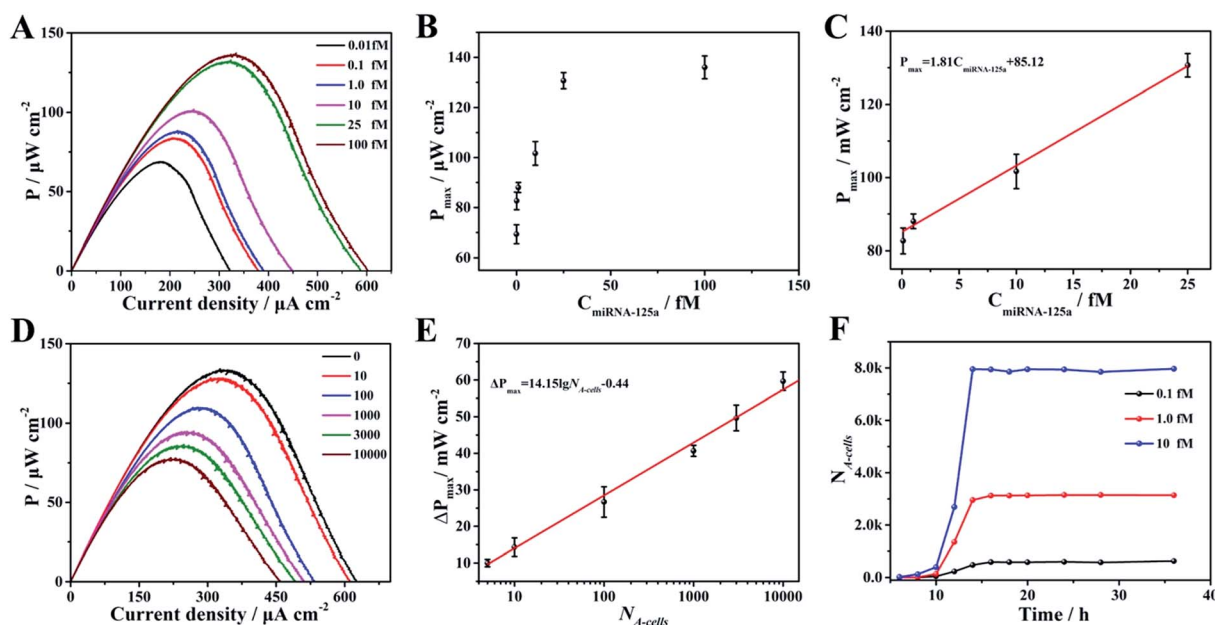 A
P / μW cm⁻²
150
100
50
0
0 100 200 300 400 500 600
Current density / μA cm⁻²
0.01fM
0.1 fM
1.0 fM
10 fM
25 fM
100 fM
B
Pmax / μW cm⁻²
140
120
100
80
60
0 50 100 150
CmiRNA-125a / fM
C
Pmax=1.81CmiRNA-125a+85.12
Pmax / mW cm⁻²
140
120
100
80
0 5 10 15 20 25
CmiRNA-125a / fM
D
P / μW cm⁻²
150
100
50
0
0 150 300 450 600
Current density / μA cm⁻²
0
10
100
1000
3000
10000
E
ΔPmax=14.15lgNA-cells-0.44
ΔPmax/ mW cm⁻²
70
60
50
40
30
20
10
10 100 1000 10000
NA-cells
F
NA-cells
8.0k
6.0k
4.0k
2.0k
0.0
10 20 30 40
Time / h
0.1 fM
1.0 fM
10 fM